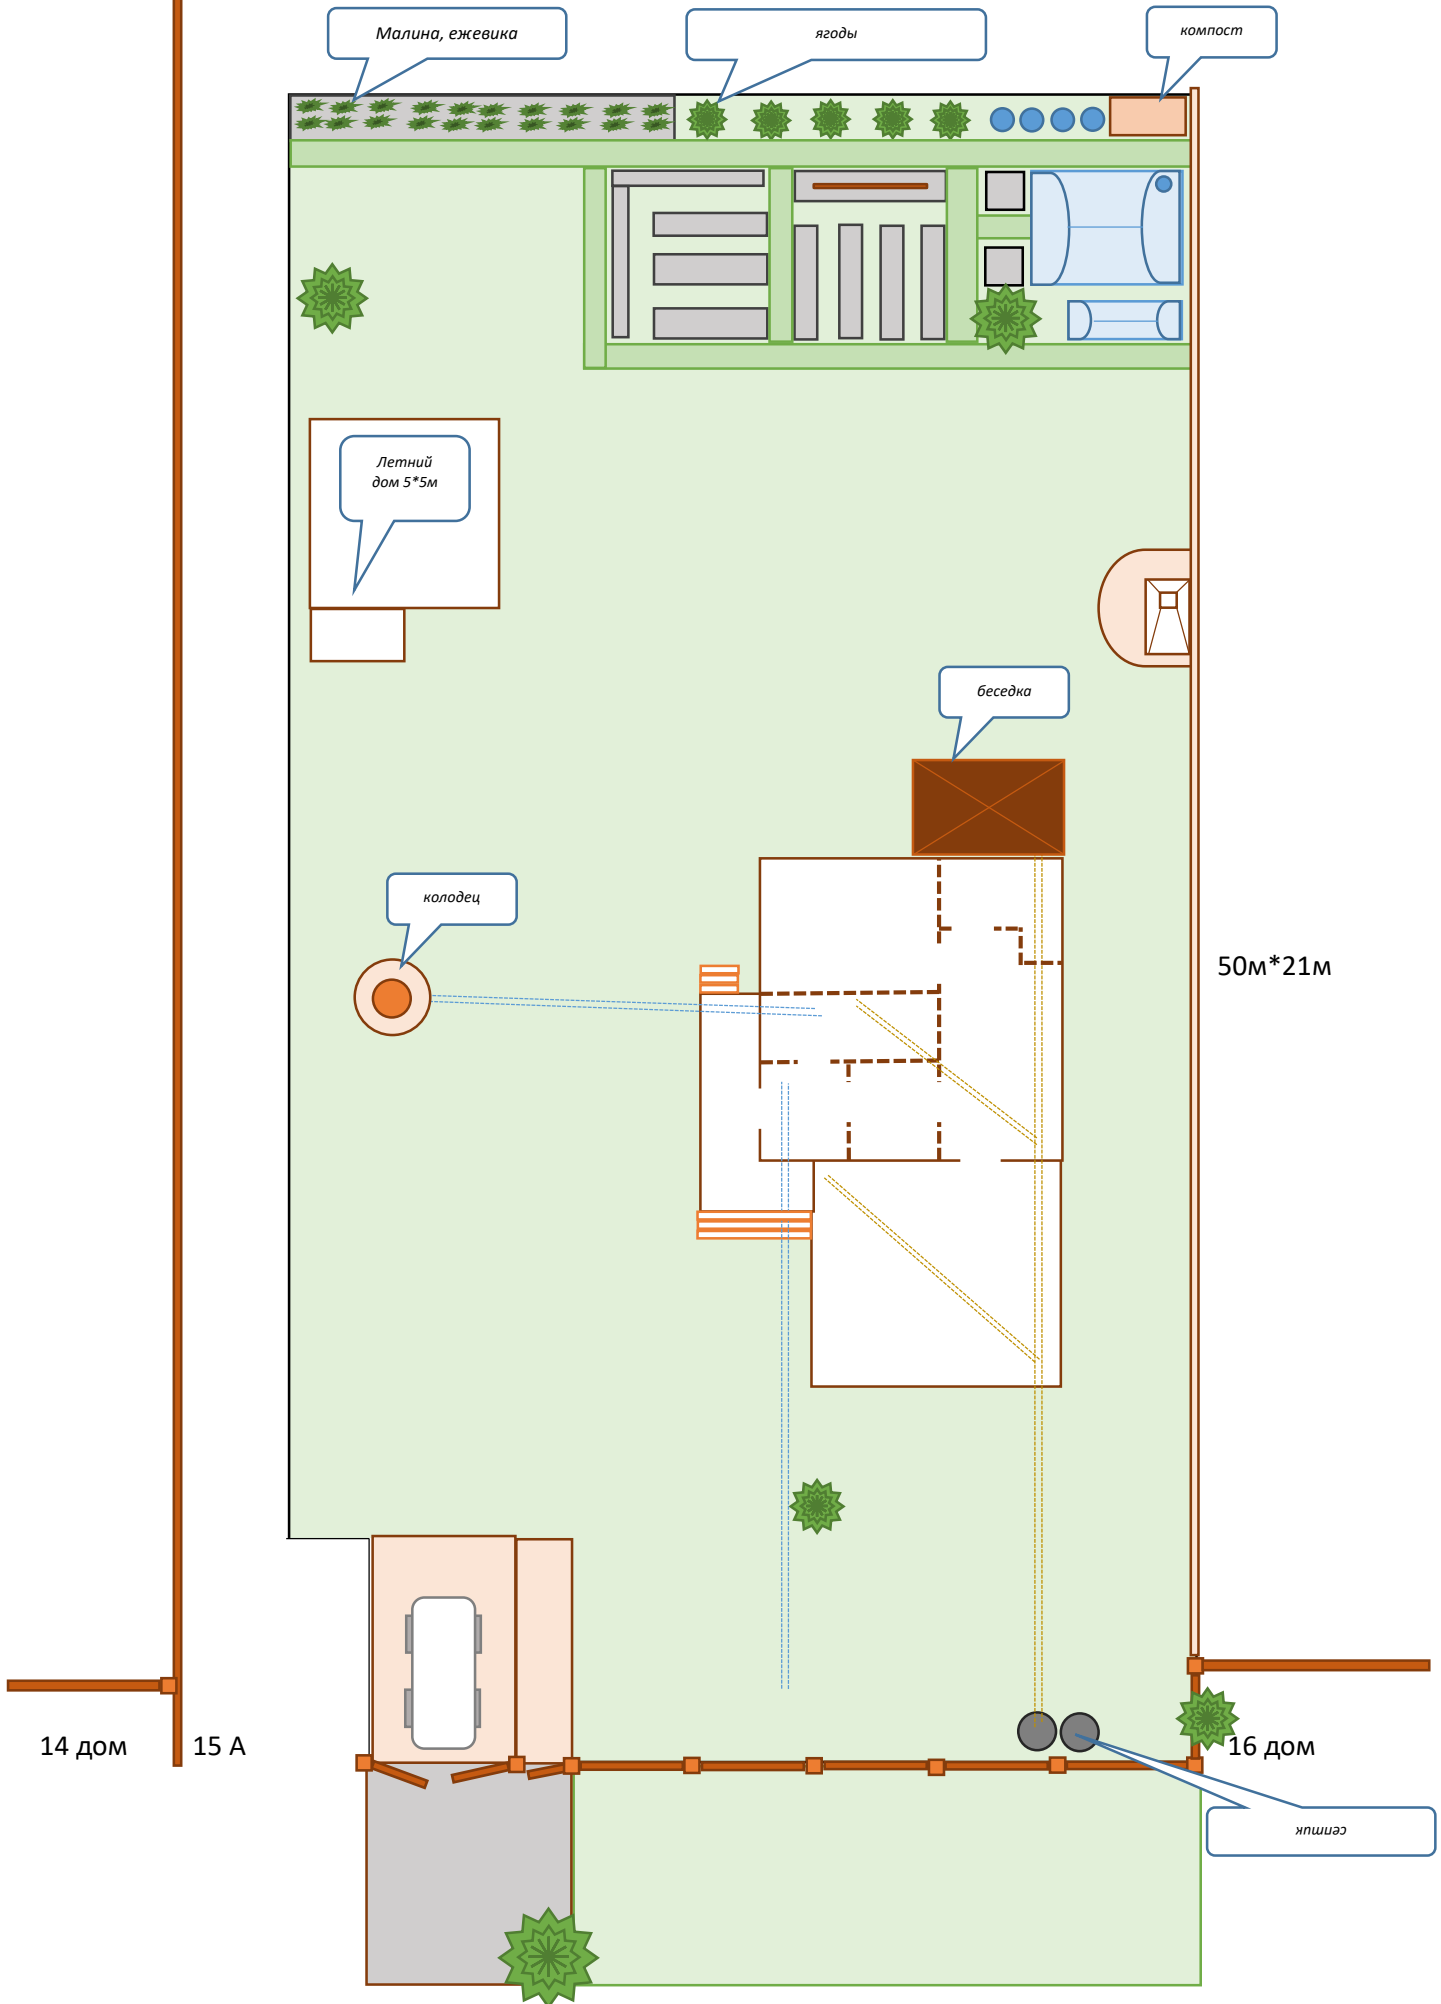 Малина, ежевика
ягоды
компост
Летний
дом 5*5м
беседка
колодец
50м*21м
14 дом
15 А
16 дом
септик